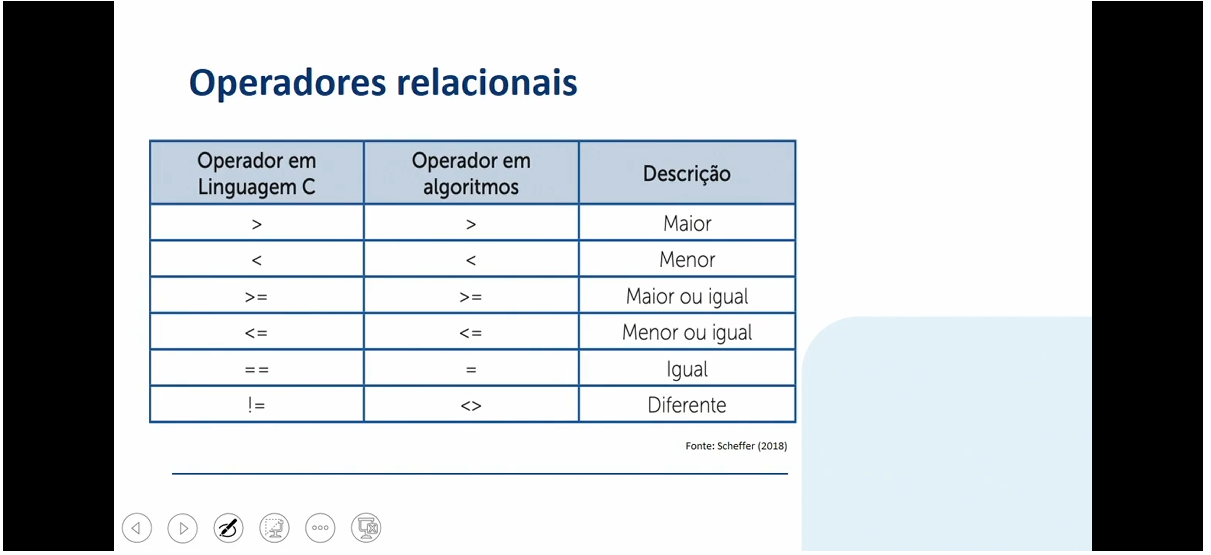 Operadores relacionais
Operador em
Linguagem C
Operador em
algoritmos
Descrição
> > Maior
< < Menor
>= >= Maior ou igual
<= <= Menor ou igual
== = Igual
!= <> Diferente
Fonte: Scheffer (2018)